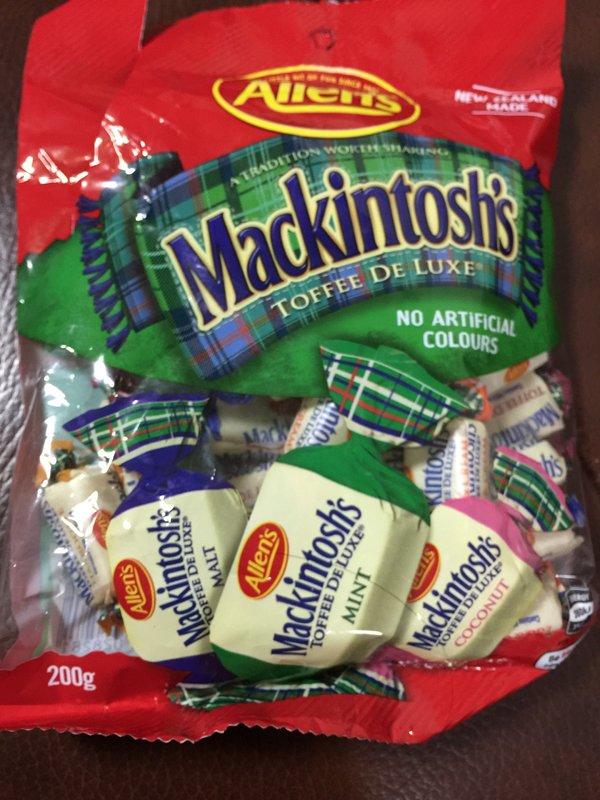 Allen's
NEW ZEALAND
MADE
A TRADITION WORTH SHARING
Mackintosh's
TOFFEE DE LUXE®
NO ARTIFICIAL
COLOURS
Allen's
Mackintosh's
TOFFEE DE LUXE®
MALT
Allen's
Mackintosh's
TOFFEE DE LUXE®
MINT
Allen's
Mackintosh's
TOFFEE DE LUXE®
COCONUT
200g